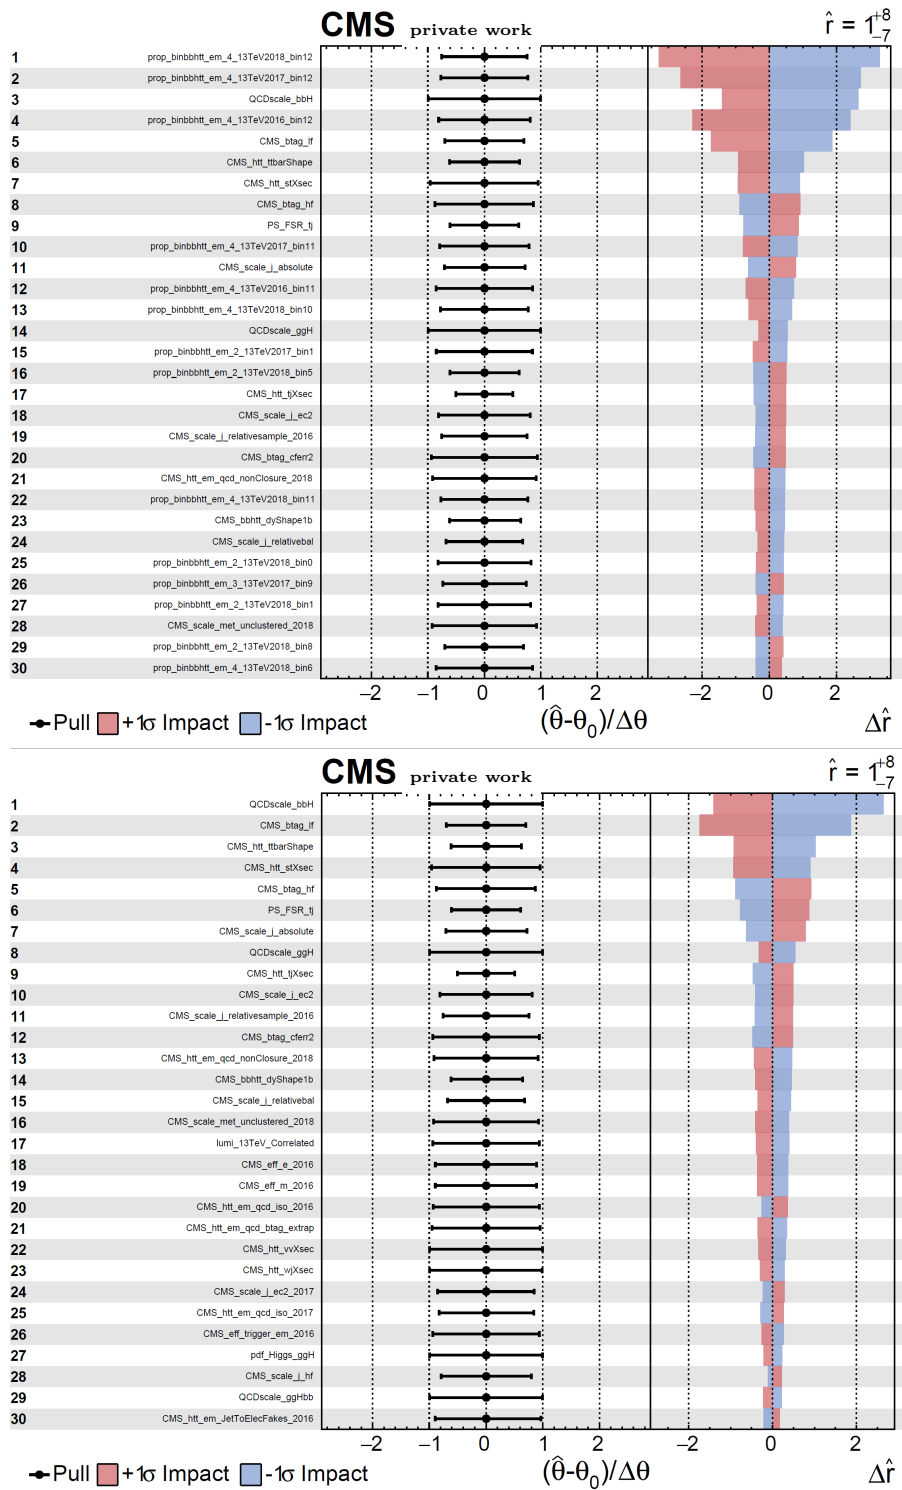 CMS private work r̂ = 1 +8 −7
1 prop_binbbhtt_em_4_13TeV2018_bin12
2 prop_binbbhtt_em_4_13TeV2017_bin12
3 QCDscale_bbH
4 prop_binbbhtt_em_4_13TeV2016_bin12
5 CMS_btag_lf
6 CMS_htt_ttbarShape
7 CMS_htt_stXsec
8 CMS_btag_hf
9 PS_FSR_tj
10 prop_binbbhtt_em_4_13TeV2017_bin11
11 CMS_scale_j_absolute
12 prop_binbbhtt_em_4_13TeV2016_bin11
13 prop_binbbhtt_em_4_13TeV2018_bin10
14 QCDscale_ggH
15 prop_binbbhtt_em_2_13TeV2017_bin1
16 prop_binbbhtt_em_2_13TeV2018_bin5
17 CMS_htt_tjXsec
18 CMS_scale_j_ec2
19 CMS_scale_j_relativesample_2016
20 CMS_btag_cferr2
21 CMS_htt_em_qcd_nonClosure_2018
22 prop_binbbhtt_em_4_13TeV2018_bin11
23 CMS_bbhtt_dyShape1b
24 CMS_scale_j_relativebal
25 prop_binbbhtt_em_2_13TeV2018_bin0
26 prop_binbbhtt_em_3_13TeV2017_bin9
27 prop_binbbhtt_em_2_13TeV2018_bin1
28 CMS_scale_met_unclustered_2018
29 prop_binbbhtt_em_2_13TeV2018_bin8
30 prop_binbbhtt_em_4_13TeV2018_bin6
−2 −1 0 1 2 −2 0 2
Pull +1σ Impact -1σ Impact (θ̂-θ₀)/Δθ Δr̂
CMS private work r̂ = 1 +8 −7
1 QCDscale_bbH
2 CMS_btag_lf
3 CMS_htt_ttbarShape
4 CMS_htt_stXsec
5 CMS_btag_hf
6 PS_FSR_tj
7 CMS_scale_j_absolute
8 QCDscale_ggH
9 CMS_htt_tjXsec
10 CMS_scale_j_ec2
11 CMS_scale_j_relativesample_2016
12 CMS_btag_cferr2
13 CMS_htt_em_qcd_nonClosure_2018
14 CMS_bbhtt_dyShape1b
15 CMS_scale_j_relativebal
16 CMS_scale_met_unclustered_2018
17 lumi_13TeV_Correlated
18 CMS_eff_e_2016
19 CMS_eff_m_2016
20 CMS_htt_em_qcd_iso_2016
21 CMS_htt_em_qcd_btag_extrap
22 CMS_htt_vvXsec
23 CMS_htt_wjXsec
24 CMS_scale_j_ec2_2017
25 CMS_htt_em_qcd_iso_2017
26 CMS_eff_trigger_em_2016
27 pdf_Higgs_ggH
28 CMS_scale_j_hf
29 QCDscale_ggHbb
30 CMS_htt_em_JetToElecFakes_2016
−2 −1 0 1 2 −2 0 2
Pull +1σ Impact -1σ Impact (θ̂-θ₀)/Δθ Δr̂